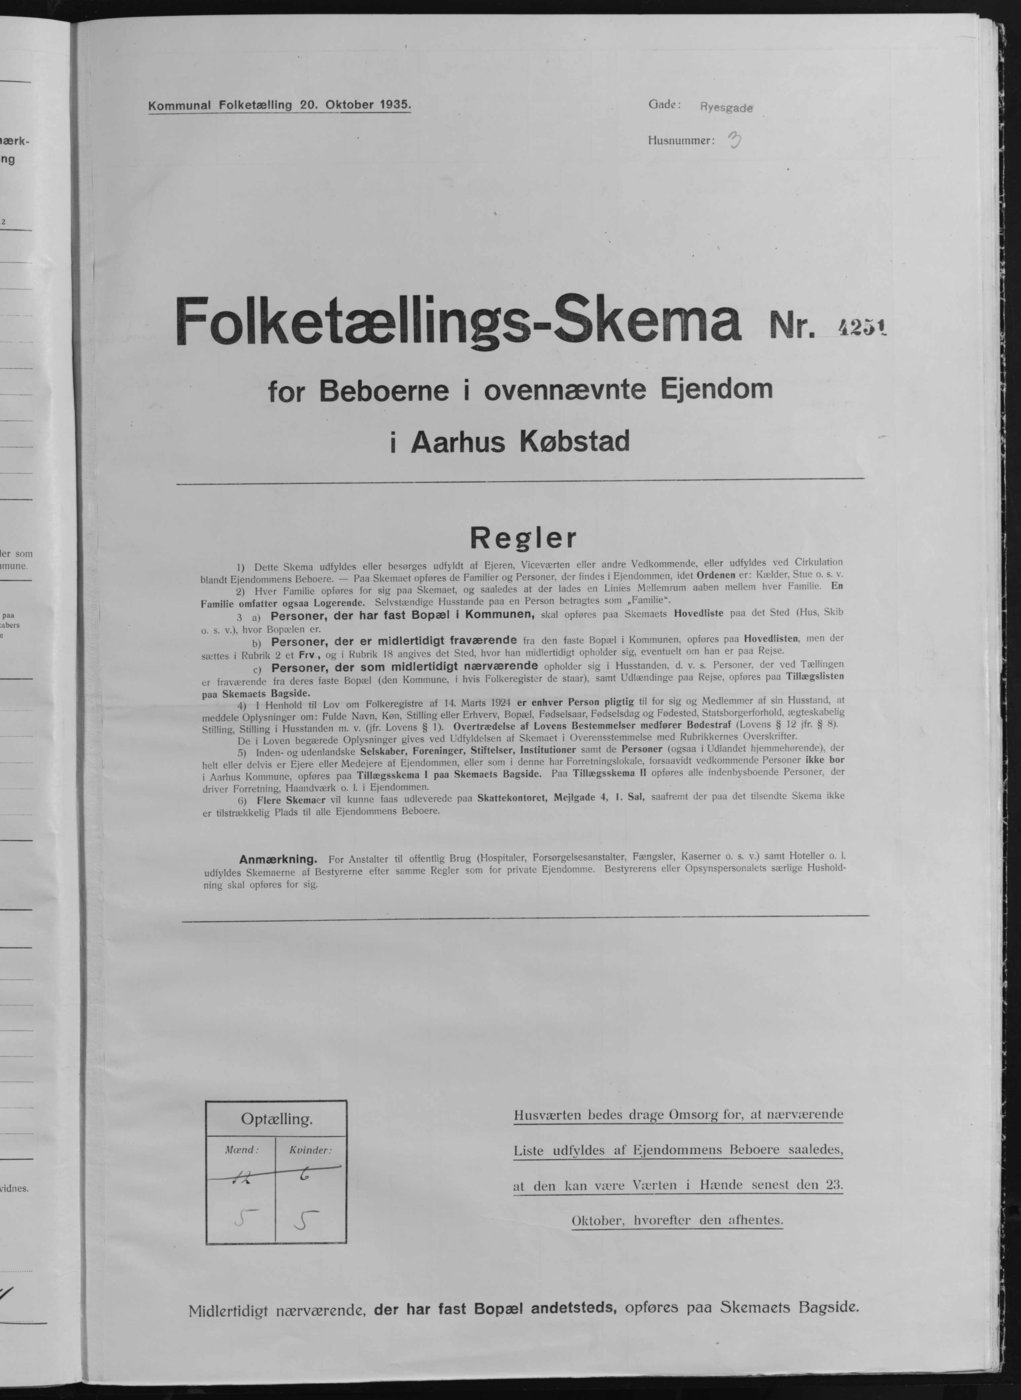 Kommunal Folketælling 20. Oktober 1935.
Gade: Ryesgade
Husnummer: 3
Folketællings-Skema Nr. 4251
for Beboerne i ovennævnte Ejendom
i Aarhus Købstad
Regler
1) Dette Skema udfyldes eller besørges udfyldt af Ejeren, Viceværten eller andre Vedkommende, eller udfyldes ved Cirkulation
blandt Ejendommens Beboere. — Paa Skemaet opføres de Familier og Personer, der findes i Ejendommen, idet Ordenen er: Kælder, Stue o. s. v.
2) Hver Familie opføres for sig paa Skemaet, og saaledes at der lades en Linies Mellemrum aaben mellem hver Familie. En
Familie omfatter ogsaa Logerende. Selvstændige Husstande paa en Person betragtes som „Familie“.
3 a) Personer, der har fast Bopæl i Kommunen, skal opføres paa Skemaets Hovedliste paa det Sted (Hus, Skib
o. s. v.), hvor Bopælen er.
b) Personer, der er midlertidigt fraværende fra den faste Bopæl i Kommunen, opføres paa Hovedlisten, men der
sættes i Rubrik 2 et Frv., og i Rubrik 18 angives det Sted, hvor han midlertidigt opholder sig, eventuelt om han er paa Rejse.
c) Personer, der som midlertidigt nærværende opholder sig i Husstanden, d. v. s. Personer, der ved Tællingen
er fraværende fra deres faste Bopæl (den Kommune, i hvis Folkeregister de staar), samt Udlændinge paa Rejse, opføres paa Tillægslisten
paa Skemaets Bagside.
4) I Henhold til Lov om Folkeregistre af 14. Marts 1924 er enhver Person pligtig til for sig og Medlemmer af sin Husstand, at
meddele Oplysninger om: Fulde Navn, Køn, Stilling eller Erhverv, Bopæl, Fødselsaar, Fødselsdag og Fødested, Statsborgerforhold, ægteskabelig
Stilling, Stilling i Husstanden m. v. (jfr. Lovens § 1). Overtrædelse af Lovens Bestemmelser medfører Bødestraf (Lovens § 12 jfr. § 8).
De i Loven begærede Oplysninger gives ved Udfyldelsen af Skemaet i Overensstemmelse med Rubrikkernes Overskrifter.
5) Inden- og udenlandske Selskaber, Foreninger, Stiftelser, Institutioner samt de Personer (ogsaa i Udlandet hjemmehørende), der
helt eller delvis er Ejere eller Medejere af Ejendommen, eller som i denne har Forretningslokale, forsaavidt vedkommende Personer ikke bor
i Aarhus Kommune, opføres paa Tillægsskema I paa Skemaets Bagside. Paa Tillægsskema II opføres alle indenbysboende Personer, der
driver Forretning, Haandværk o. l. i Ejendommen.
6) Flere Skemaer vil kunne faas udleverede paa Skattekontoret, Mejlgade 4, 1. Sal, saafremt der paa det tilsendte Skema ikke
er tilstrækkelig Plads til alle Ejendommens Beboere.
Anmærkning. For Anstalter til offentlig Brug (Hospitaler, Forsørgelsesanstalter, Fængsler, Kaserner o. s. v.) samt Hoteller o. l.
udfyldes Skemaerne af Bestyrerne efter samme Regler som for private Ejendomme. Bestyrerens eller Opsynspersonalets særlige Hushold-
ning skal opføres for sig.
Optælling.
Mænd: Kvinder:
12 6
5 5
Husværten bedes drage Omsorg for, at nærværende
Liste udfyldes af Ejendommens Beboere saaledes,
at den kan være Værten i Hænde senest den 23.
Oktober, hvorefter den afhentes.
Midlertidigt nærværende, der har fast Bopæl andetsteds, opføres paa Skemaets Bagside.